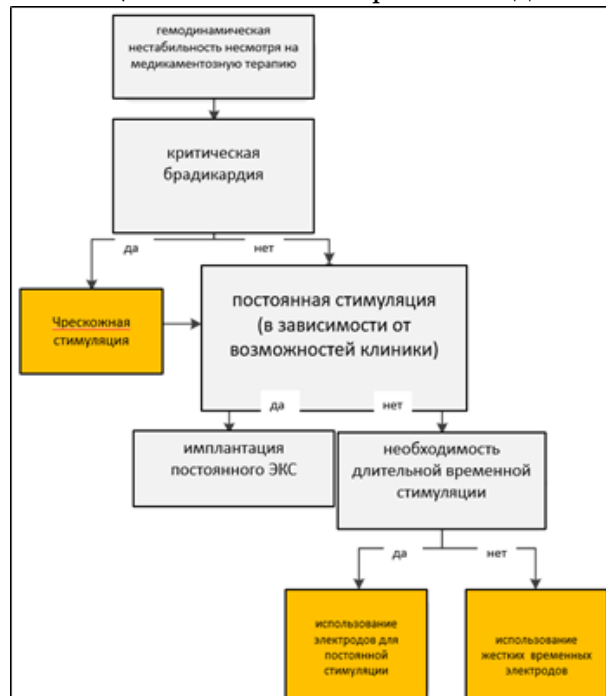 гемодинамическая
нестабильность несмотря на
медикаментозную терапию
критическая
брадикардия
да
нет
Чрескожная
стимуляция
постоянная стимуляция
(в зависимости от
возможностей клиники)
да
нет
имплантация
постоянного ЭКС
необходимость
длительной временной
стимуляции
да
нет
использование
электродов для
постоянной
стимуляции
использование
жестких временных
электродов